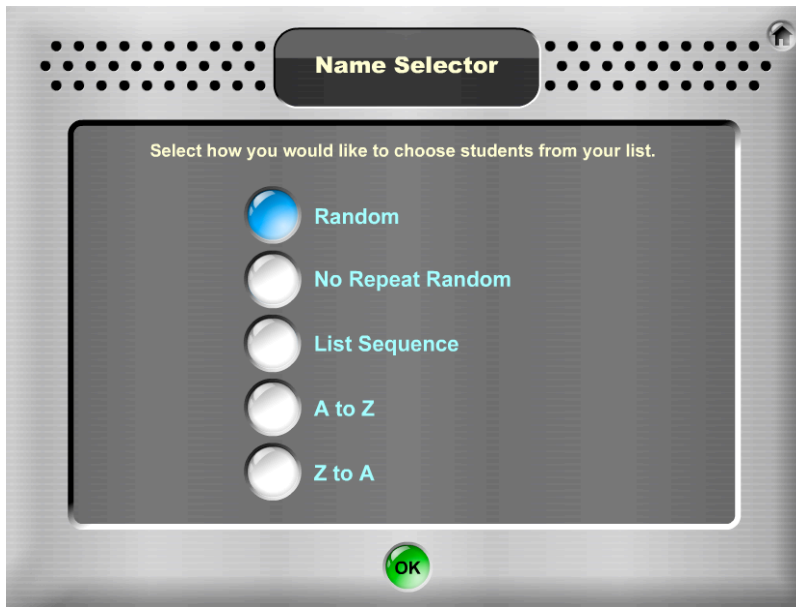 Name Selector
Select how you would like to choose students from your list.
Random
No Repeat Random
List Sequence
A to Z
Z to A
OK